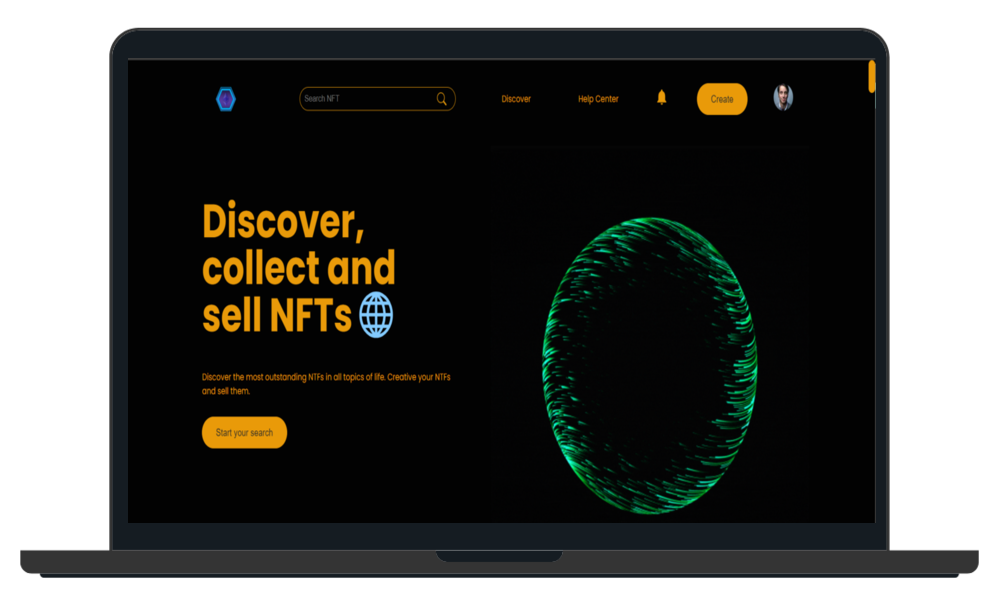 Search NFT
Discover
Help Center
Create
Discover,
collect and
sell NFTs
Discover the most outstanding NTFs in all topics of life. Creative your NTFs
and sell them.
Start your search